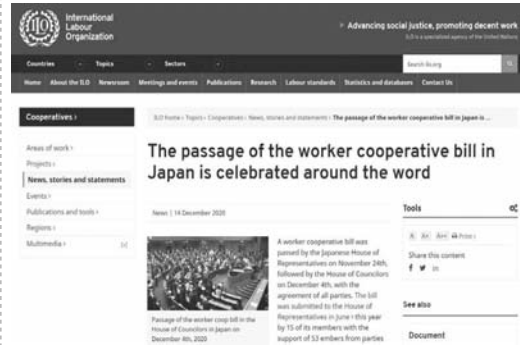 International
Labour
Organization
Advancing social justice, promoting decent work
ILO is a specialized agency of the United Nations
Countries
Topics
Sectors
Search ilo.org
Home About the ILO Newsroom Meetings and events Publications Research Labour standards Statistics and databases Contact Us
Cooperatives ›
Areas of work ›
Projects ›
News, stories and statements
Events ›
Publications and tools ›
Regions ›
Multimedia ›
ILO home › Topics › Cooperatives › News, stories and statements › The passage of the worker cooperative bill in Japan is ...
The passage of the worker cooperative bill in
Japan is celebrated around the word
News | 14 December 2020
Passage of the worker coop bill in the
House of Councilors in Japan on
December 4th, 2020
A worker cooperative bill was
passed by the Japanese House of
Representatives on November 24th,
followed by the House of Councilors
on December 4th, with the
agreement of all parties. The bill
was submitted to the House of
Representatives in June › this year
by 15 of its members with the
support of 53 embers from parties
Tools
A A+ A++ Print ›
Share this content
See also
Document